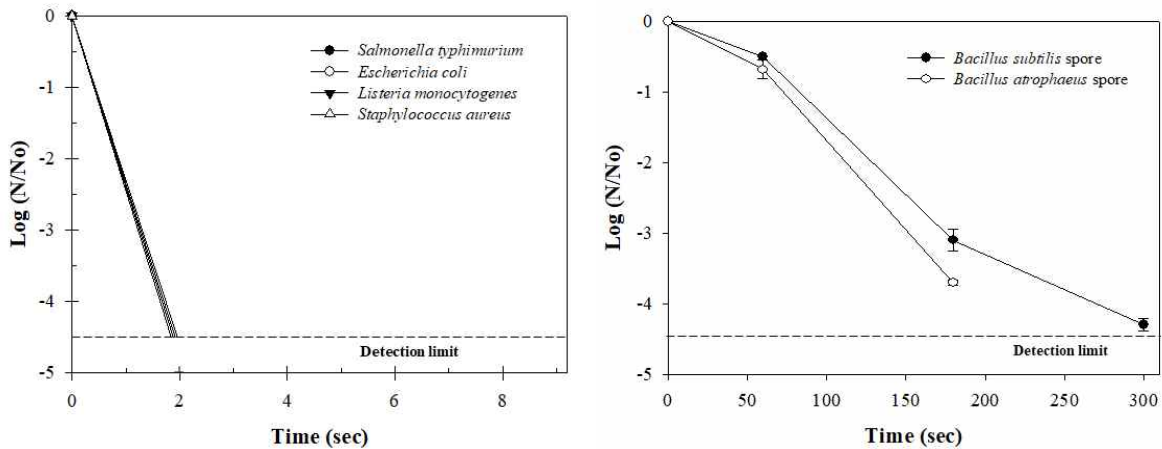 0
-1
-2
-3
-4
-5
Log (N/No)
Salmonella typhimurium
Escherichia coli
Listeria monocytogenes
Staphylococcus aureus
Detection limit
0
2
4
6
8
Time (sec)
0
-1
-2
-3
-4
-5
Log (N/No)
Bacillus subtilis spore
Bacillus atrophaeus spore
Detection limit
0
50
100
150
200
250
300
Time (sec)